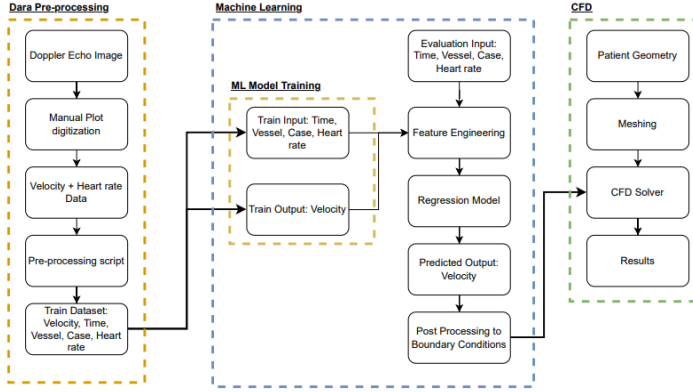 Dara Pre-processing
Doppler Echo Image
Manual Plot
digitization
Velocity + Heart rate
Data
Pre-processing script
Train Dataset:
Velocity, Time,
Vessel, Case, Heart
rate
Machine Learning
ML Model Training
Train Input: Time,
Vessel, Case, Heart
rate
Train Output: Velocity
Evaluation Input:
Time, Vessel, Case,
Heart rate
Feature Engineering
Regression Model
Predicted Output:
Velocity
Post Processing to
Boundary Conditions
CFD
Patient Geometry
Meshing
CFD Solver
Results